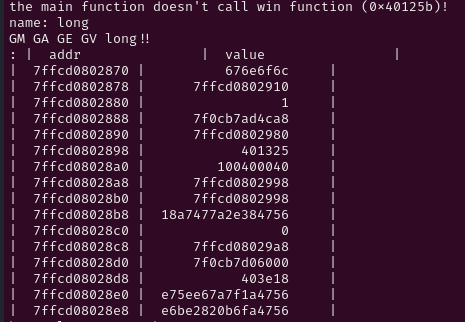 the main function doesn't call win function (0×40125b)!
name: long
GM GA GE GV long!!
: |  addr              |  value              |
|  7ffcd0802870 |          676e6f6c     |
|  7ffcd0802878 |      7ffcd0802910     |
|  7ffcd0802880 |                 1     |
|  7ffcd0802888 |      7f0cb7ad4ca8     |
|  7ffcd0802890 |      7ffcd0802980     |
|  7ffcd0802898 |            401325     |
|  7ffcd08028a0 |         100400040     |
|  7ffcd08028a8 |      7ffcd0802998     |
|  7ffcd08028b0 |      7ffcd0802998     |
|  7ffcd08028b8 |  18a7477a2e384756     |
|  7ffcd08028c0 |                 0     |
|  7ffcd08028c8 |      7ffcd08029a8     |
|  7ffcd08028d0 |      7f0cb7d06000     |
|  7ffcd08028d8 |            403e18     |
|  7ffcd08028e0 |  e75ee67a7f1a4756     |
|  7ffcd08028e8 |  e6be2820b6fa4756     |